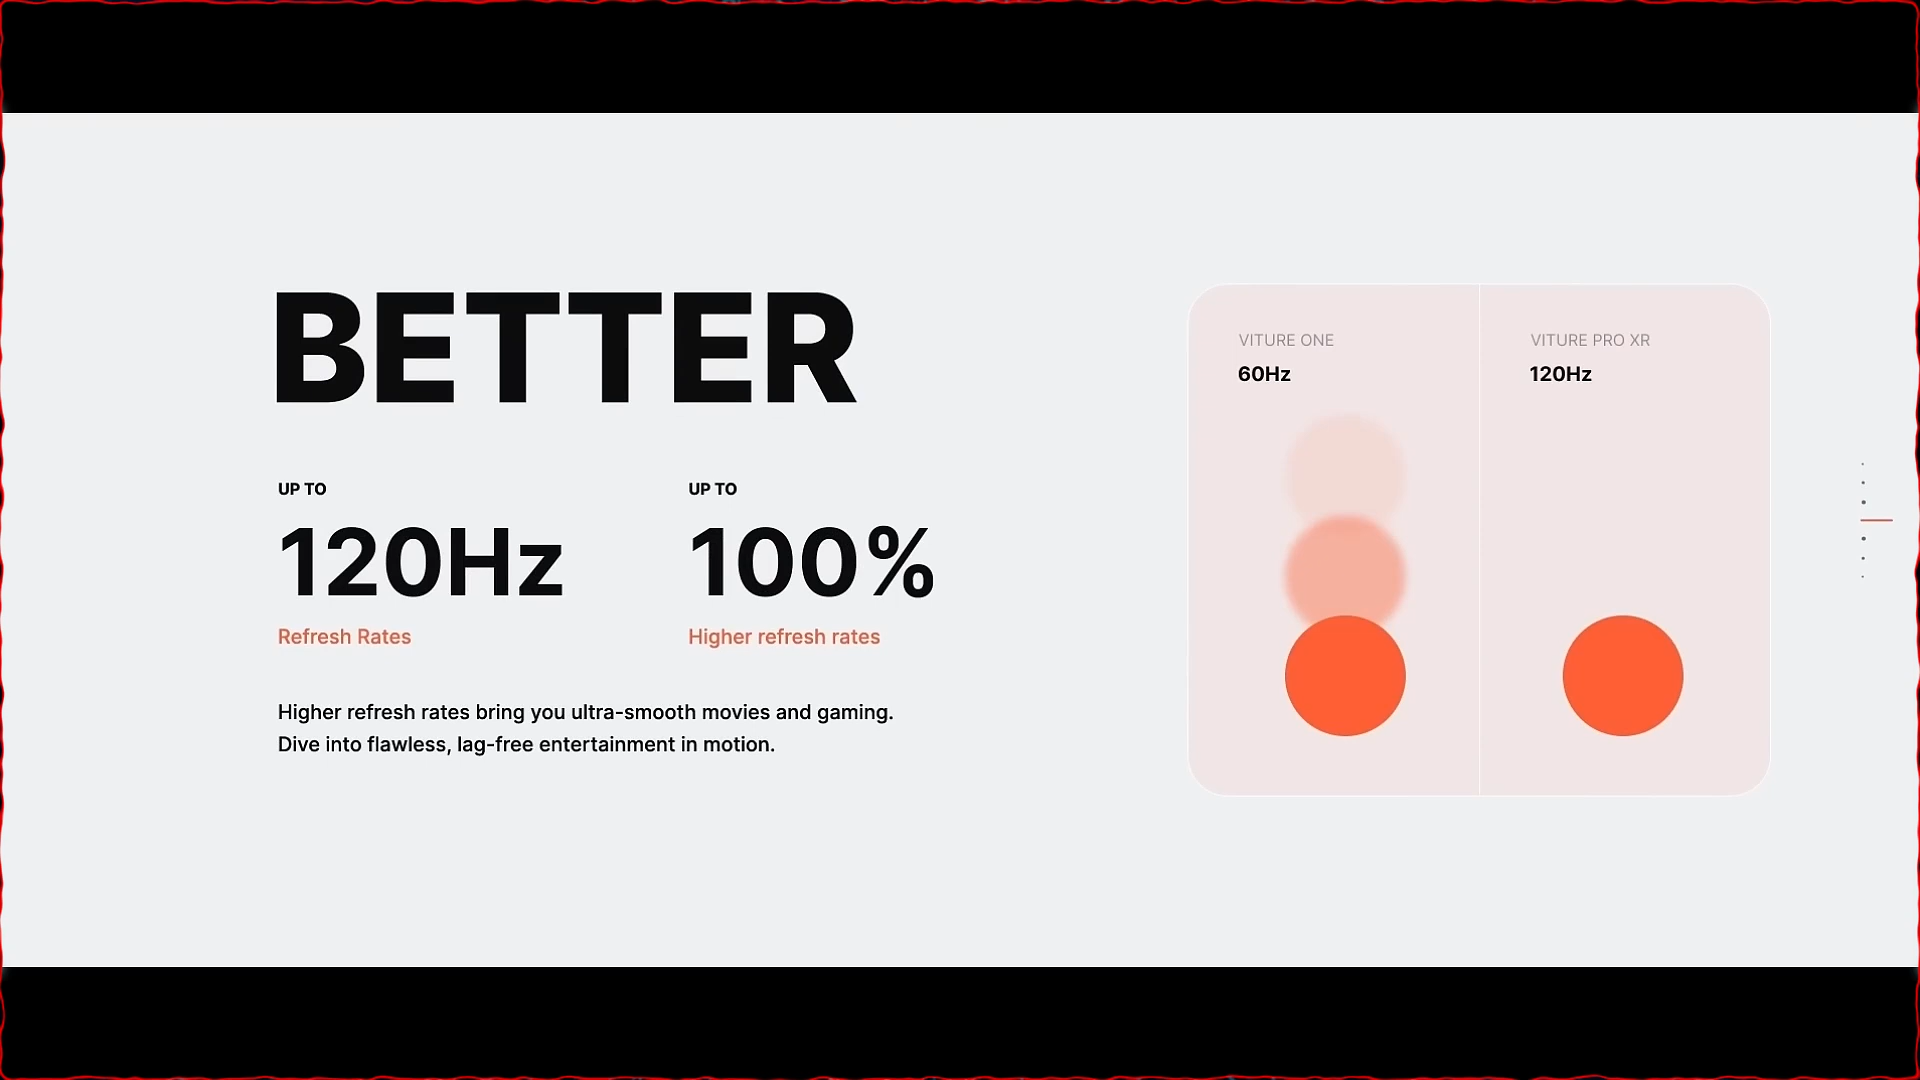 BETTER
UP TO
120Hz
Refresh Rates
UP TO
100%
Higher refresh rates
Higher refresh rates bring you ultra-smooth movies and gaming.
Dive into flawless, lag-free entertainment in motion.
VITURE ONE
60Hz
VITURE PRO XR
120Hz